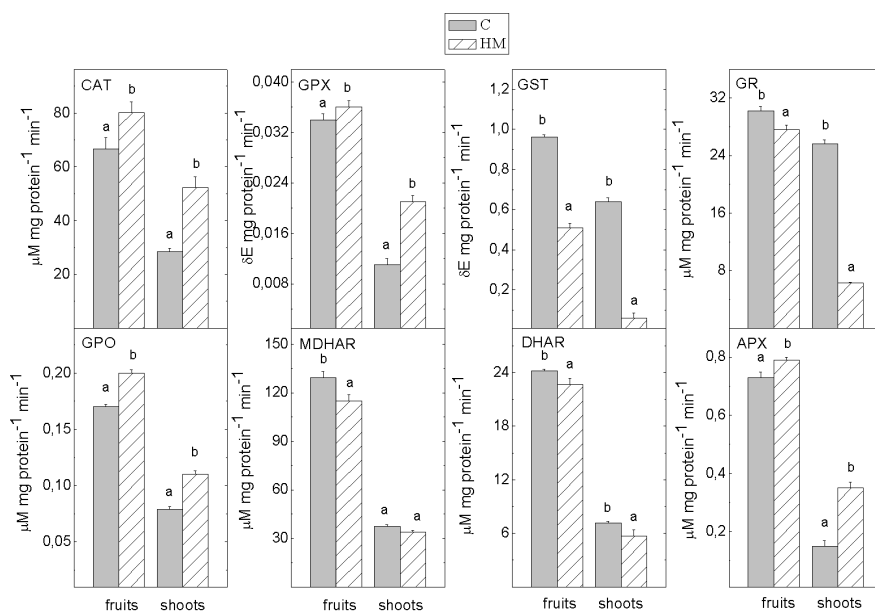 C
HM
CAT
80
60
40
20
µM mg protein-1 min-1
a
b
a
b
GPX
0,040
0,032
0,024
0,016
0,008
δE mg protein-1 min-1
a
b
a
b
GST
1,2
1,0
0,8
0,6
0,4
0,2
δE mg protein-1 min-1
b
a
b
a
GR
32
24
16
8
µM mg protein-1 min-1
b
a
b
a
GPO
0,20
0,15
0,10
0,05
µM mg protein-1 min-1
a
b
a
b
fruits shoots
MDHAR
150
120
90
60
30
µM mg protein-1 min-1
b
a
a
a
fruits shoots
DHAR
24
18
12
6
µM mg protein-1 min-1
b
a
b
a
fruits shoots
APX
0,8
0,6
0,4
0,2
µM mg protein-1 min-1
a
b
a
b
fruits shoots